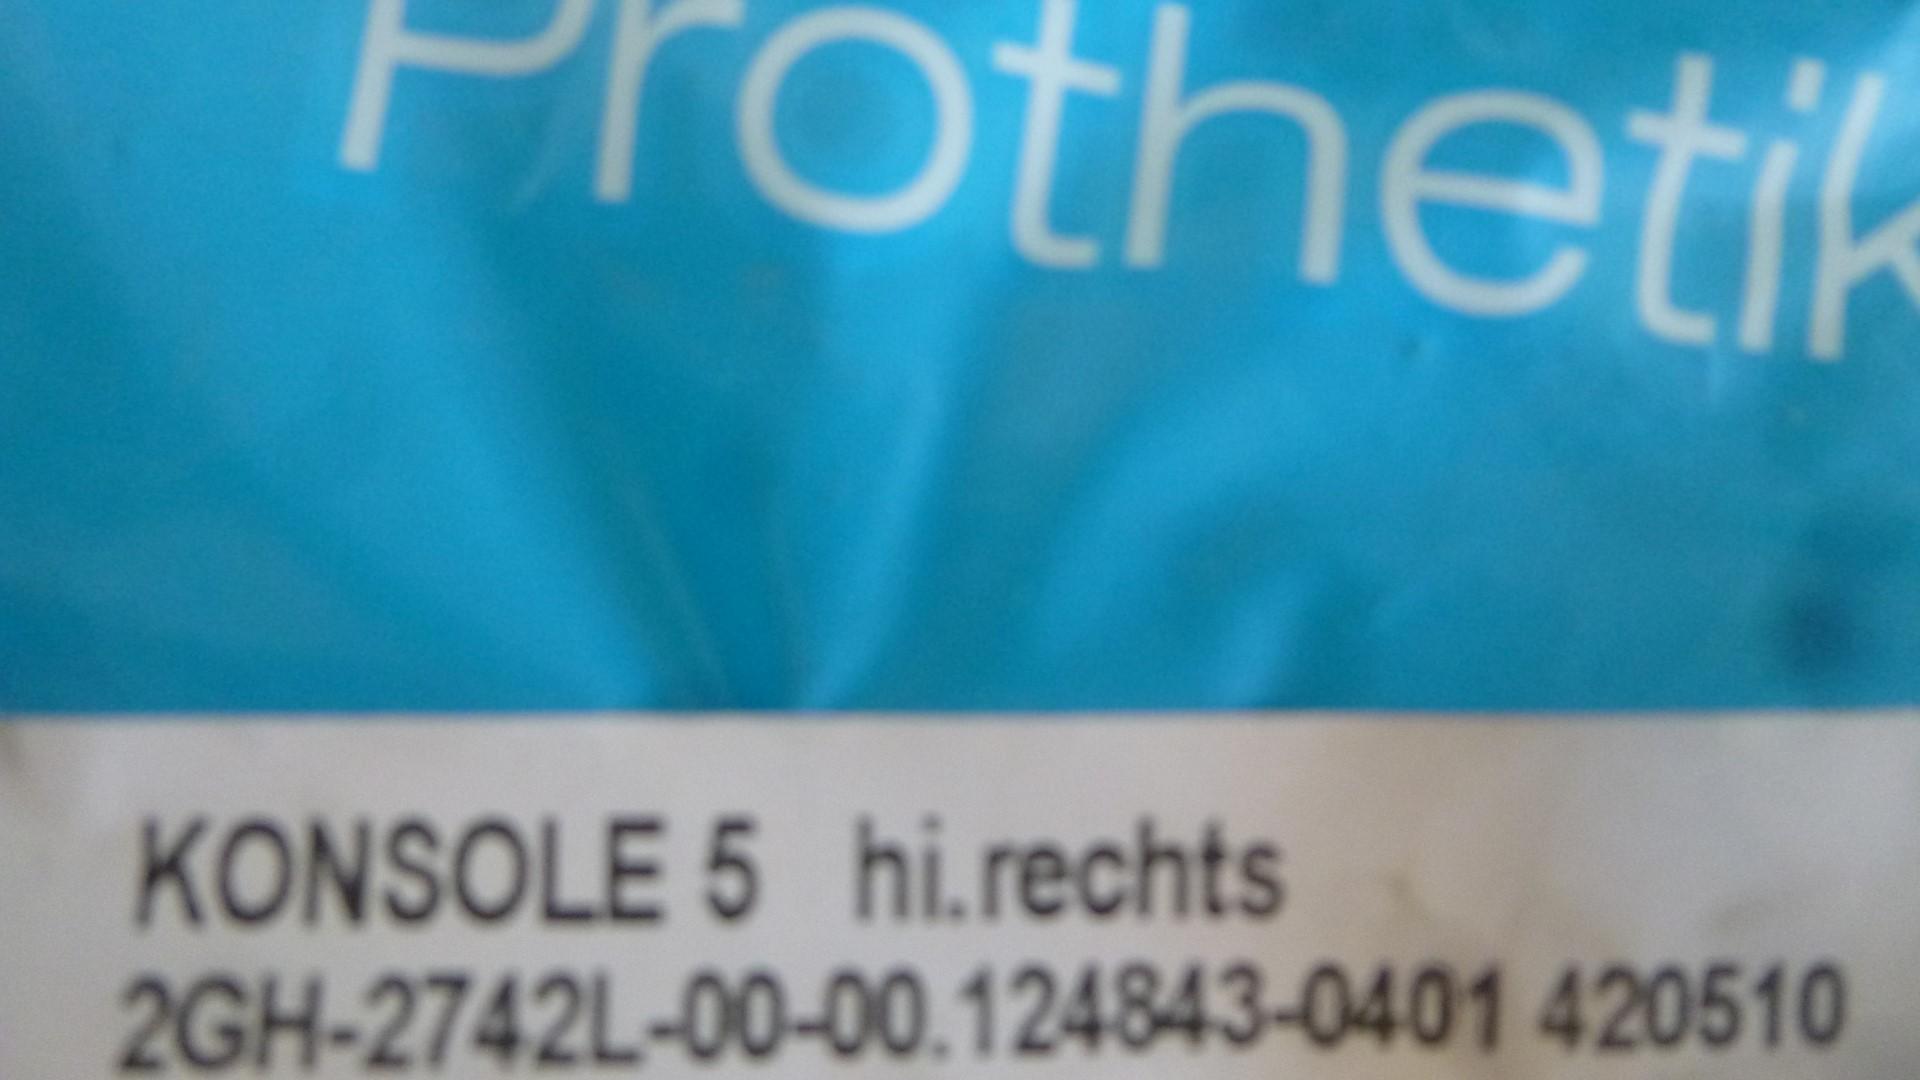 Prothetik
KONSOLE 5 hi.rechts
2GH-2742L-00-00.124843-0401 420510